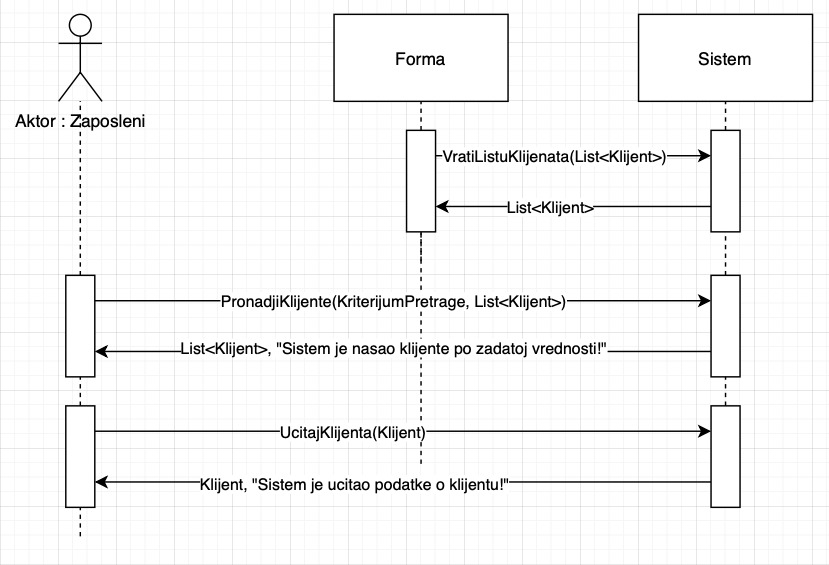 Forma
Sistem
Aktor : Zaposleni
VratiListuKlijenata(List<Klijent>)
List<Klijent>
PronadjiKlijente(KriterijumPretrage, List<Klijent>)
List<Klijent>, "Sistem je nasao klijente po zadatoj vrednosti!"
UcitajKlijenta(Klijent)
Klijent, "Sistem je ucitao podatke o klijentu!"